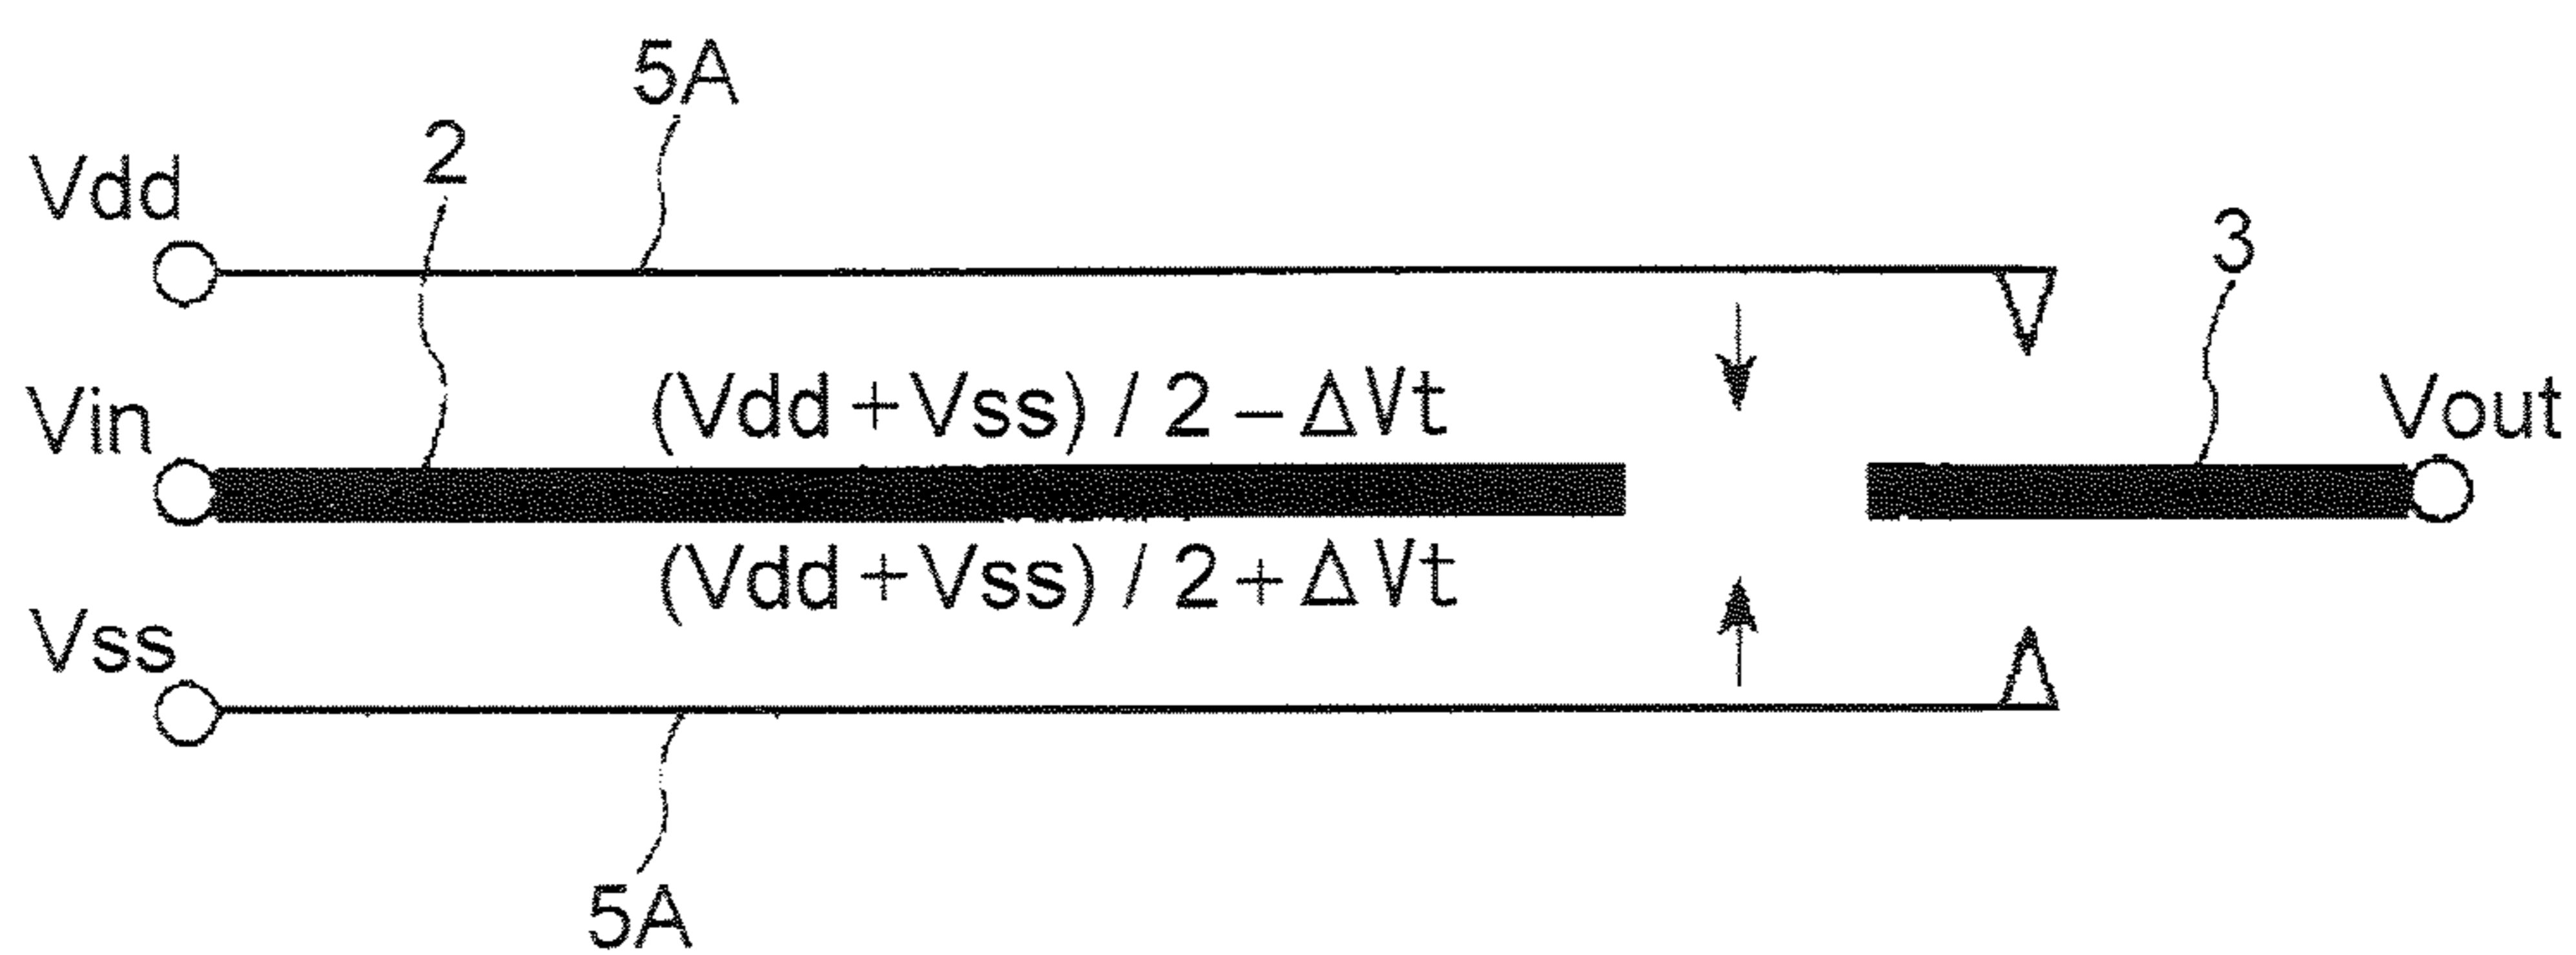 5A
2
Vdd
3
Vin
(Vdd+Vss) / 2 − ΔVt
Vout
(Vdd+Vss) / 2 + ΔVt
Vss
5A